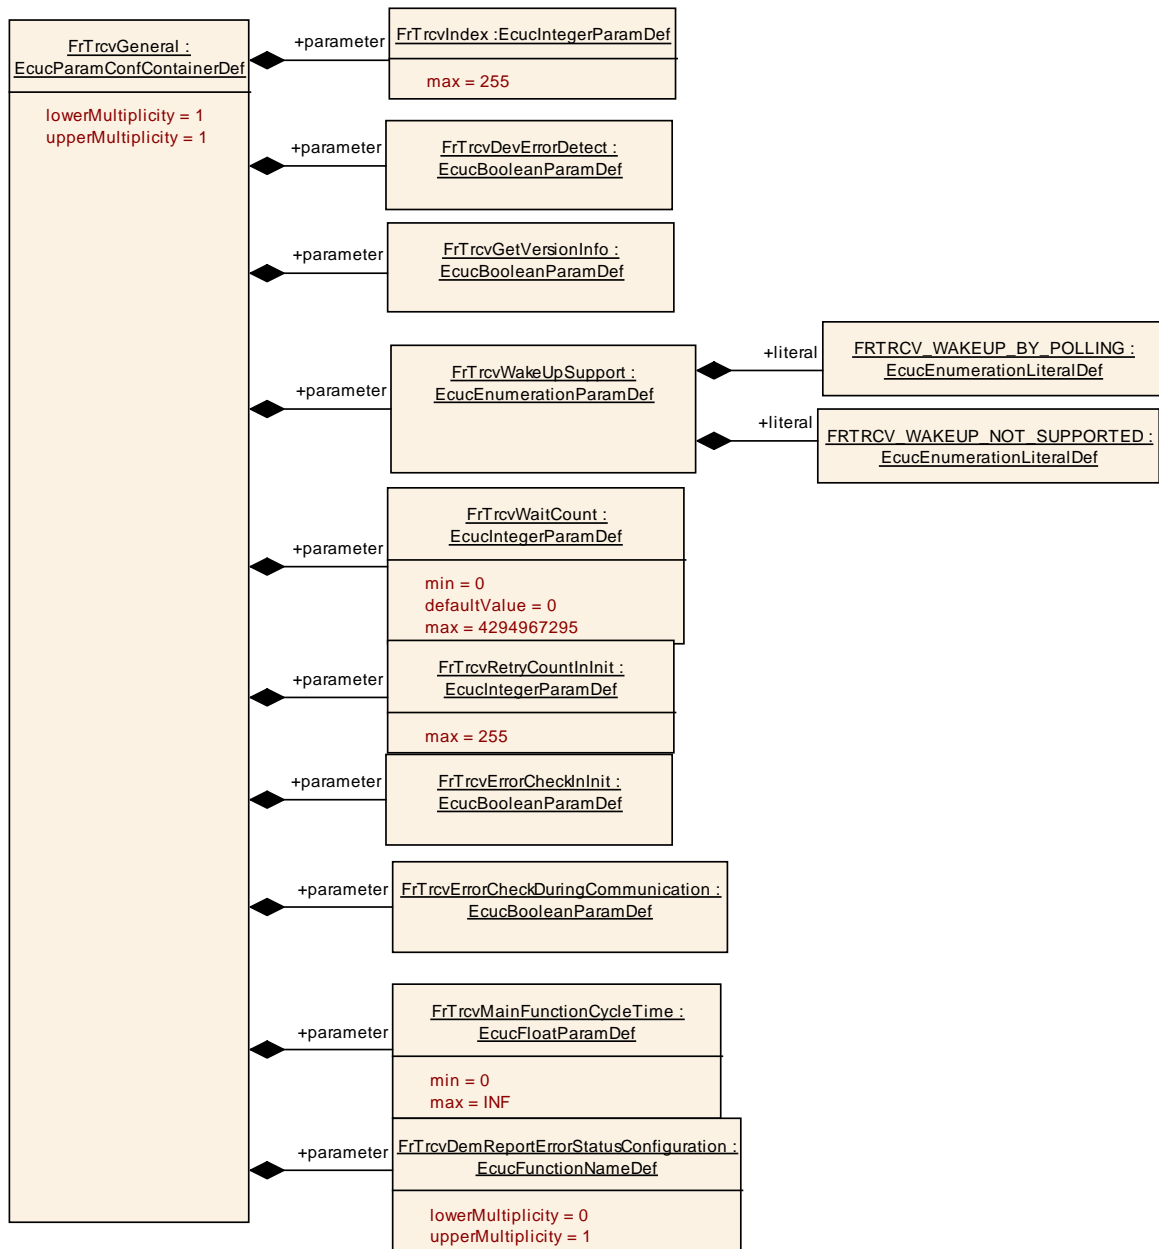 FrTrcvGeneral :
EcucParamConfContainerDef
lowerMultiplicity = 1
upperMultiplicity = 1
+parameter
FrTrcvIndex :EcucIntegerParamDef
max = 255
+parameter
FrTrcvDevErrorDetect :
EcucBooleanParamDef
+parameter
FrTrcvGetVersionInfo :
EcucBooleanParamDef
+parameter
FrTrcvWakeUpSupport :
EcucEnumerationParamDef
+literal
FRTRCV_WAKEUP_BY_POLLING :
EcucEnumerationLiteralDef
+literal
FRTRCV_WAKEUP_NOT_SUPPORTED :
EcucEnumerationLiteralDef
+parameter
FrTrcvWaitCount :
EcucIntegerParamDef
min = 0
defaultValue = 0
max = 4294967295
+parameter
FrTrcvRetryCountInInit :
EcucIntegerParamDef
max = 255
+parameter
FrTrcvErrorCheckInInit :
EcucBooleanParamDef
+parameter
FrTrcvErrorCheckDuringCommunication :
EcucBooleanParamDef
+parameter
FrTrcvMainFunctionCycleTime :
EcucFloatParamDef
min = 0
max = INF
+parameter
FrTrcvDemReportErrorStatusConfiguration :
EcucFunctionNameDef
lowerMultiplicity = 0
upperMultiplicity = 1